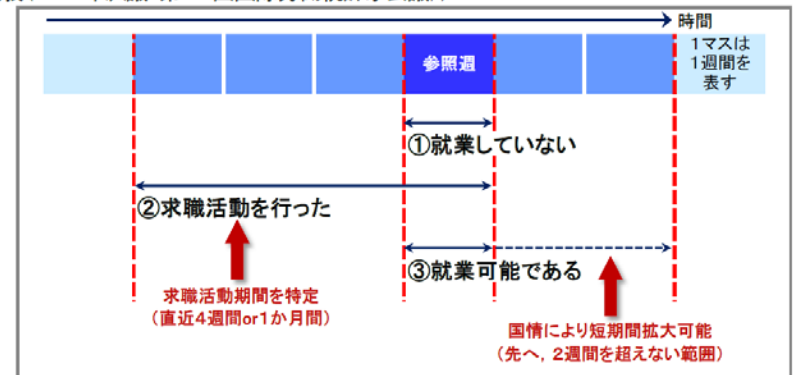 時間
参照週
1マスは
1週間を
表す
①就業していない
②求職活動を行った
③就業可能である
求職活動期間を特定
(直近4週間or1か月間)
国情により短期間拡大可能
(先へ,2週間を超えない範囲)